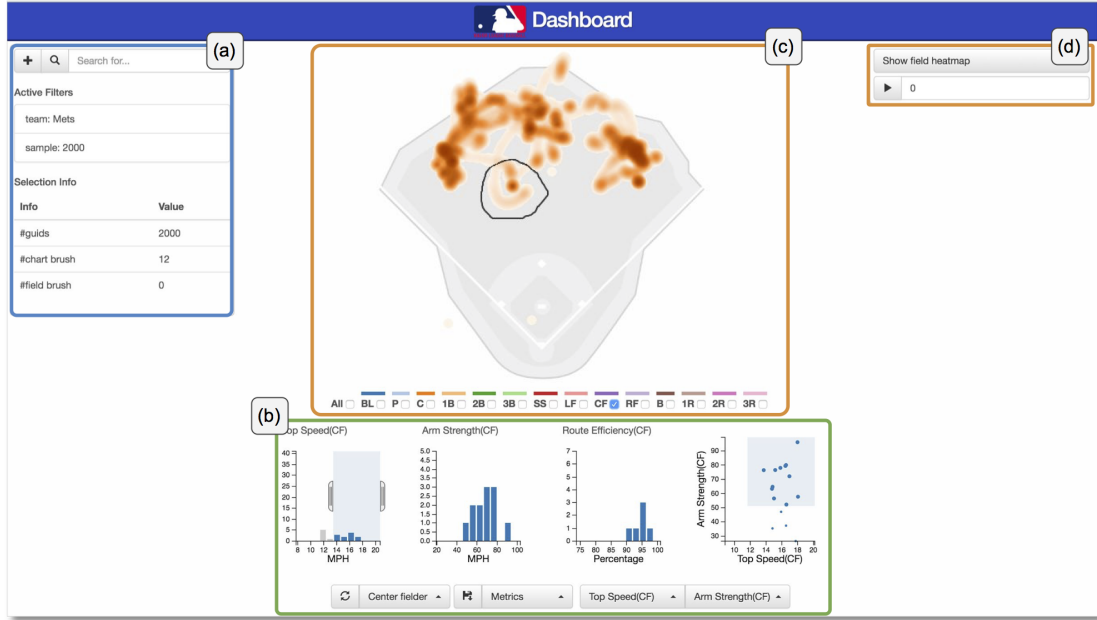 Dashboard
(a)
(c)
(d)
Search for...
Show field heatmap
0
Active Filters
team: Mets
sample: 2000
Selection Info
Info Value
#guids 2000
#chart brush 12
#field brush 0
All BL P C 1B 2B 3B SS LF CF RF B 1R 2R 3R
(b)
op Speed(CF)
40
35
30
25
20
15
10
5
0
8 10 12 14 16 18 20
MPH
Arm Strength(CF)
5.0
4.5
4.0
3.5
3.0
2.5
2.0
1.5
1.0
0.5
0.0
20 40 60 80 100
MPH
Route Efficiency(CF)
7
6
5
4
3
2
1
0
75 80 85 90 95 100
Percentage
Arm Strength(CF)
90
80
70
60
50
40
30
10 12 14 16 18 20
Top Speed(CF)
Center fielder Metrics Top Speed(CF) Arm Strength(CF)